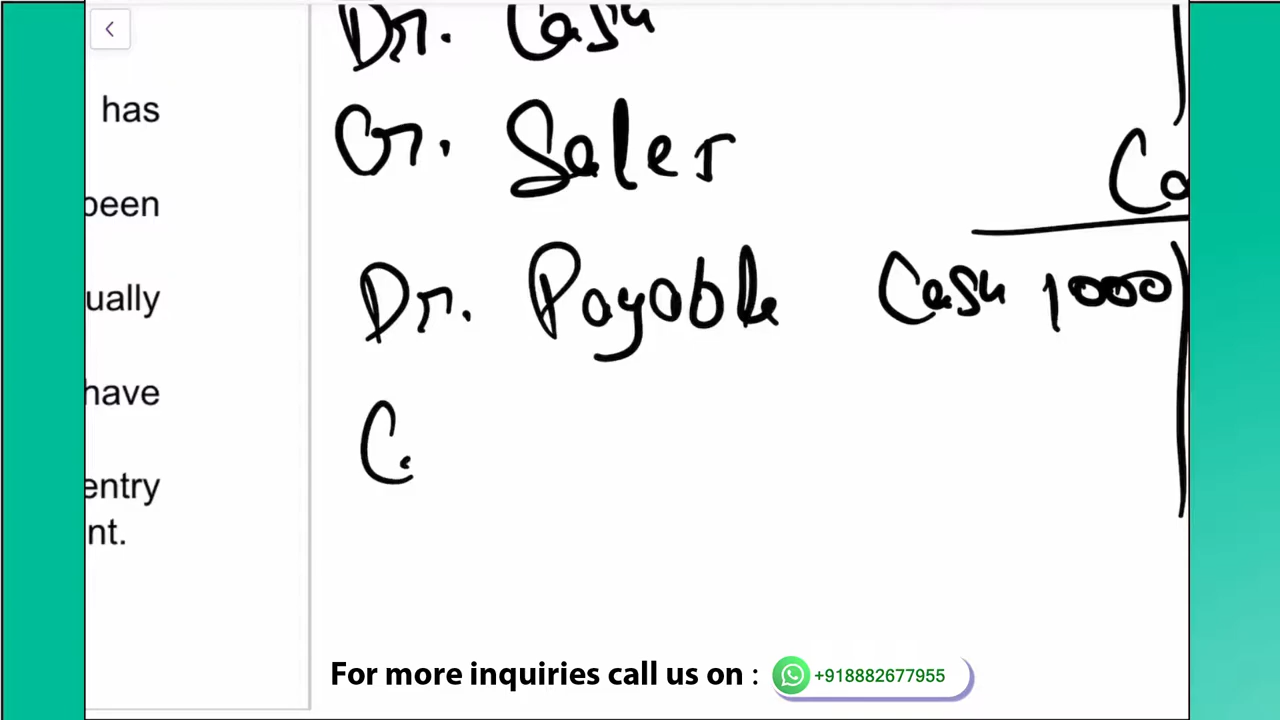 has
been
ually
have
entry
nt.
Dr. Cash
Cr. Sales
Dr. Payable
C
Ca
Cash 1000
For more inquiries call us on : +918882677955